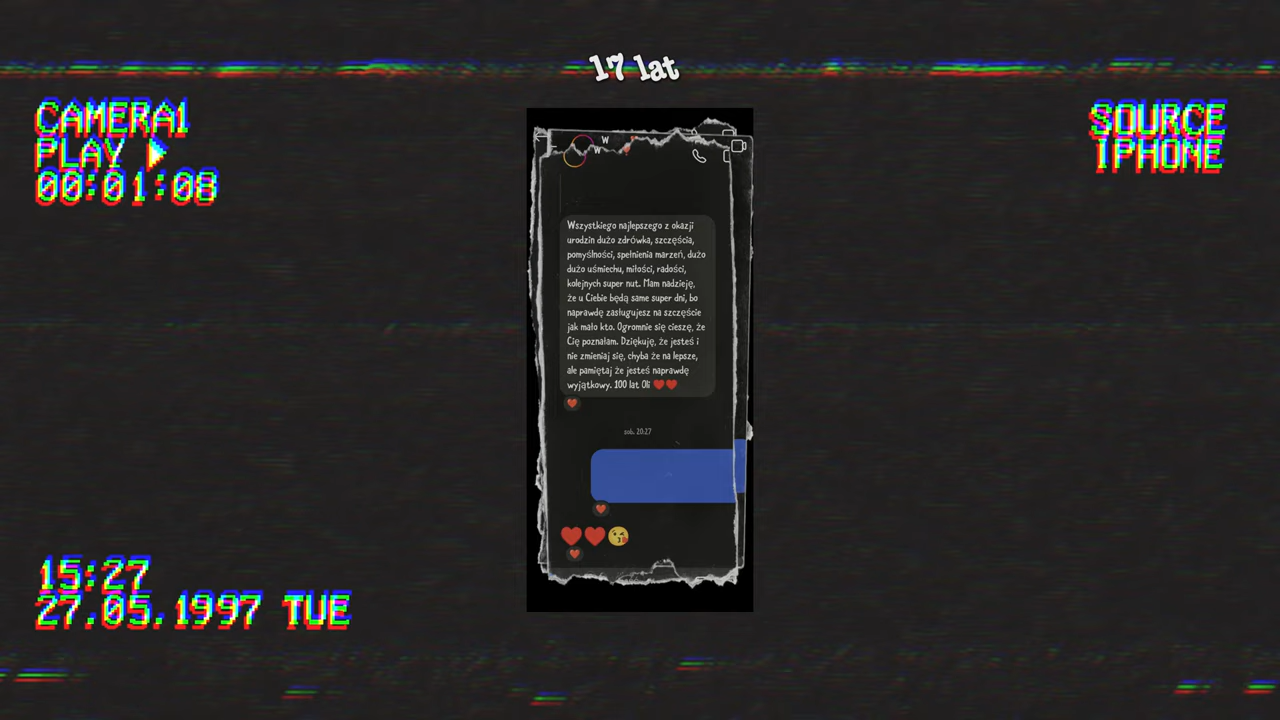 17 lat
CAMERA1
PLAY
00:01:08
SOURCE
IPHONE
W
W
Wszystkiego najlepszego z okazji
urodzin dużo zdrówka, szczęścia,
pomyślności, spełnienia marzeń, dużo
dużo uśmiechu, miłości, radości,
kolejnych super nut. Mam nadzieję,
że u Ciebie będą same super dni, bo
naprawdę zasługujesz na szczęście
jak mało kto. Ogromnie się cieszę, że
Cię poznałam. Dziękuję, że jesteś i
nie zmieniaj się, chyba że na lepsze,
ale pamiętaj że jesteś naprawdę
wyjątkowy. 100 lat Oli ❤️❤️
sob. 20:27
❤️❤️😘
15:27
27.05.1997 TUE